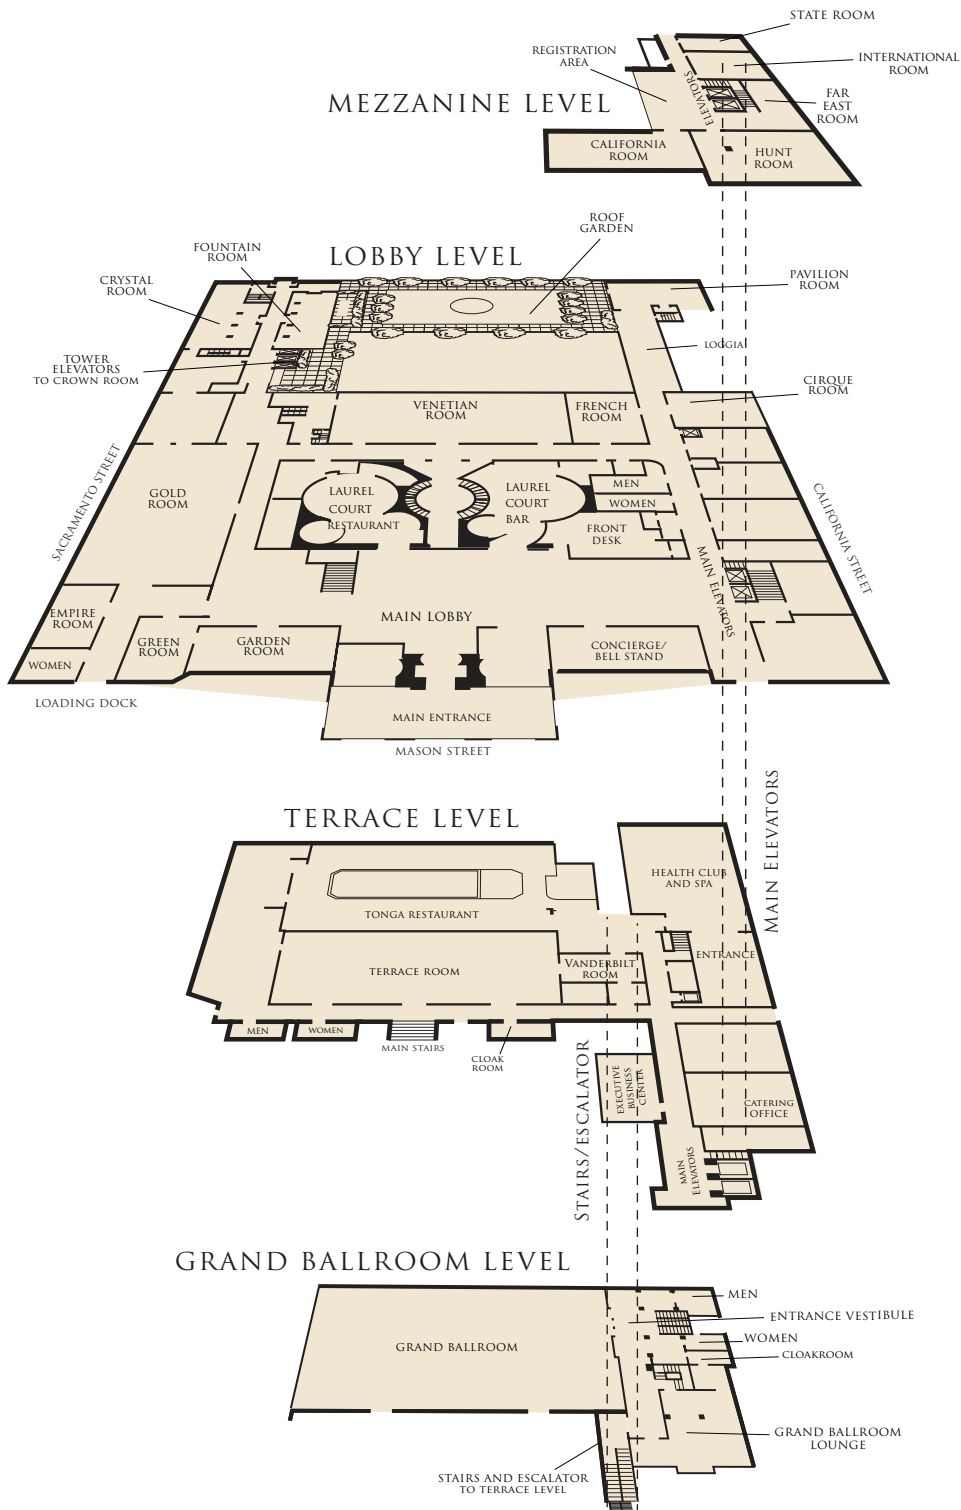 STATE ROOM
REGISTRATION
AREA
INTERNATIONAL
ROOM
MEZZANINE LEVEL
ELEVATORS
FAR
EAST
ROOM
CALIFORNIA
ROOM
HUNT
ROOM
ROOF
GARDEN
FOUNTAIN
ROOM
LOBBY LEVEL
CRYSTAL
ROOM
PAVILION
ROOM
LOGGIA
TOWER
ELEVATORS
TO CROWN ROOM
CIRQUE
ROOM
VENETIAN
ROOM
FRENCH
ROOM
SACRAMENTO STREET
GOLD
ROOM
LAUREL
COURT
RESTAURANT
LAUREL
COURT
BAR
MEN
WOMEN
FRONT
DESK
CALIFORNIA STREET
MAIN ELEVATORS
EMPIRE
ROOM
MAIN LOBBY
GREEN
ROOM
GARDEN
ROOM
CONCIERGE/
BELL STAND
WOMEN
LOADING DOCK
MAIN ENTRANCE
MASON STREET
MAIN ELEVATORS
TERRACE LEVEL
HEALTH CLUB
AND SPA
TONGA RESTAURANT
ENTRANCE
TERRACE ROOM
VANDERBILT
ROOM
MEN
WOMEN
MAIN STAIRS
CLOAK
ROOM
STAIRS/ESCALATOR
EXECUTIVE
BUSINESS
CENTER
CATERING
OFFICE
MAIN
ELEVATORS
GRAND BALLROOM LEVEL
MEN
ENTRANCE VESTIBULE
WOMEN
GRAND BALLROOM
CLOAKROOM
GRAND BALLROOM
LOUNGE
STAIRS AND ESCALATOR
TO TERRACE LEVEL